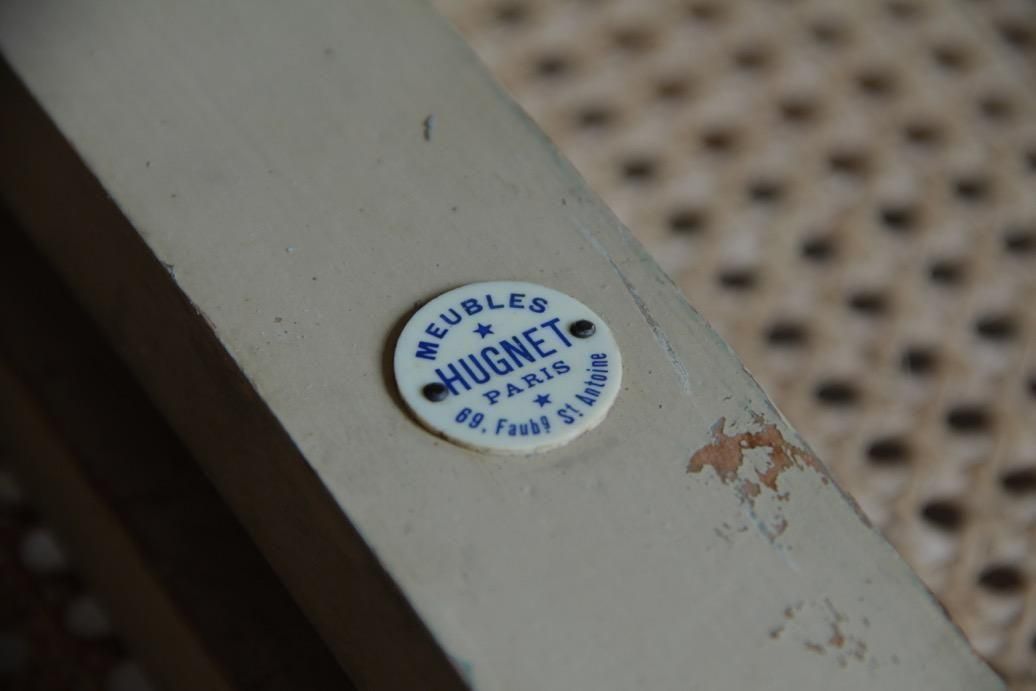 MEUBLES
HUGNET
PARIS
69, Faubg St Antoine